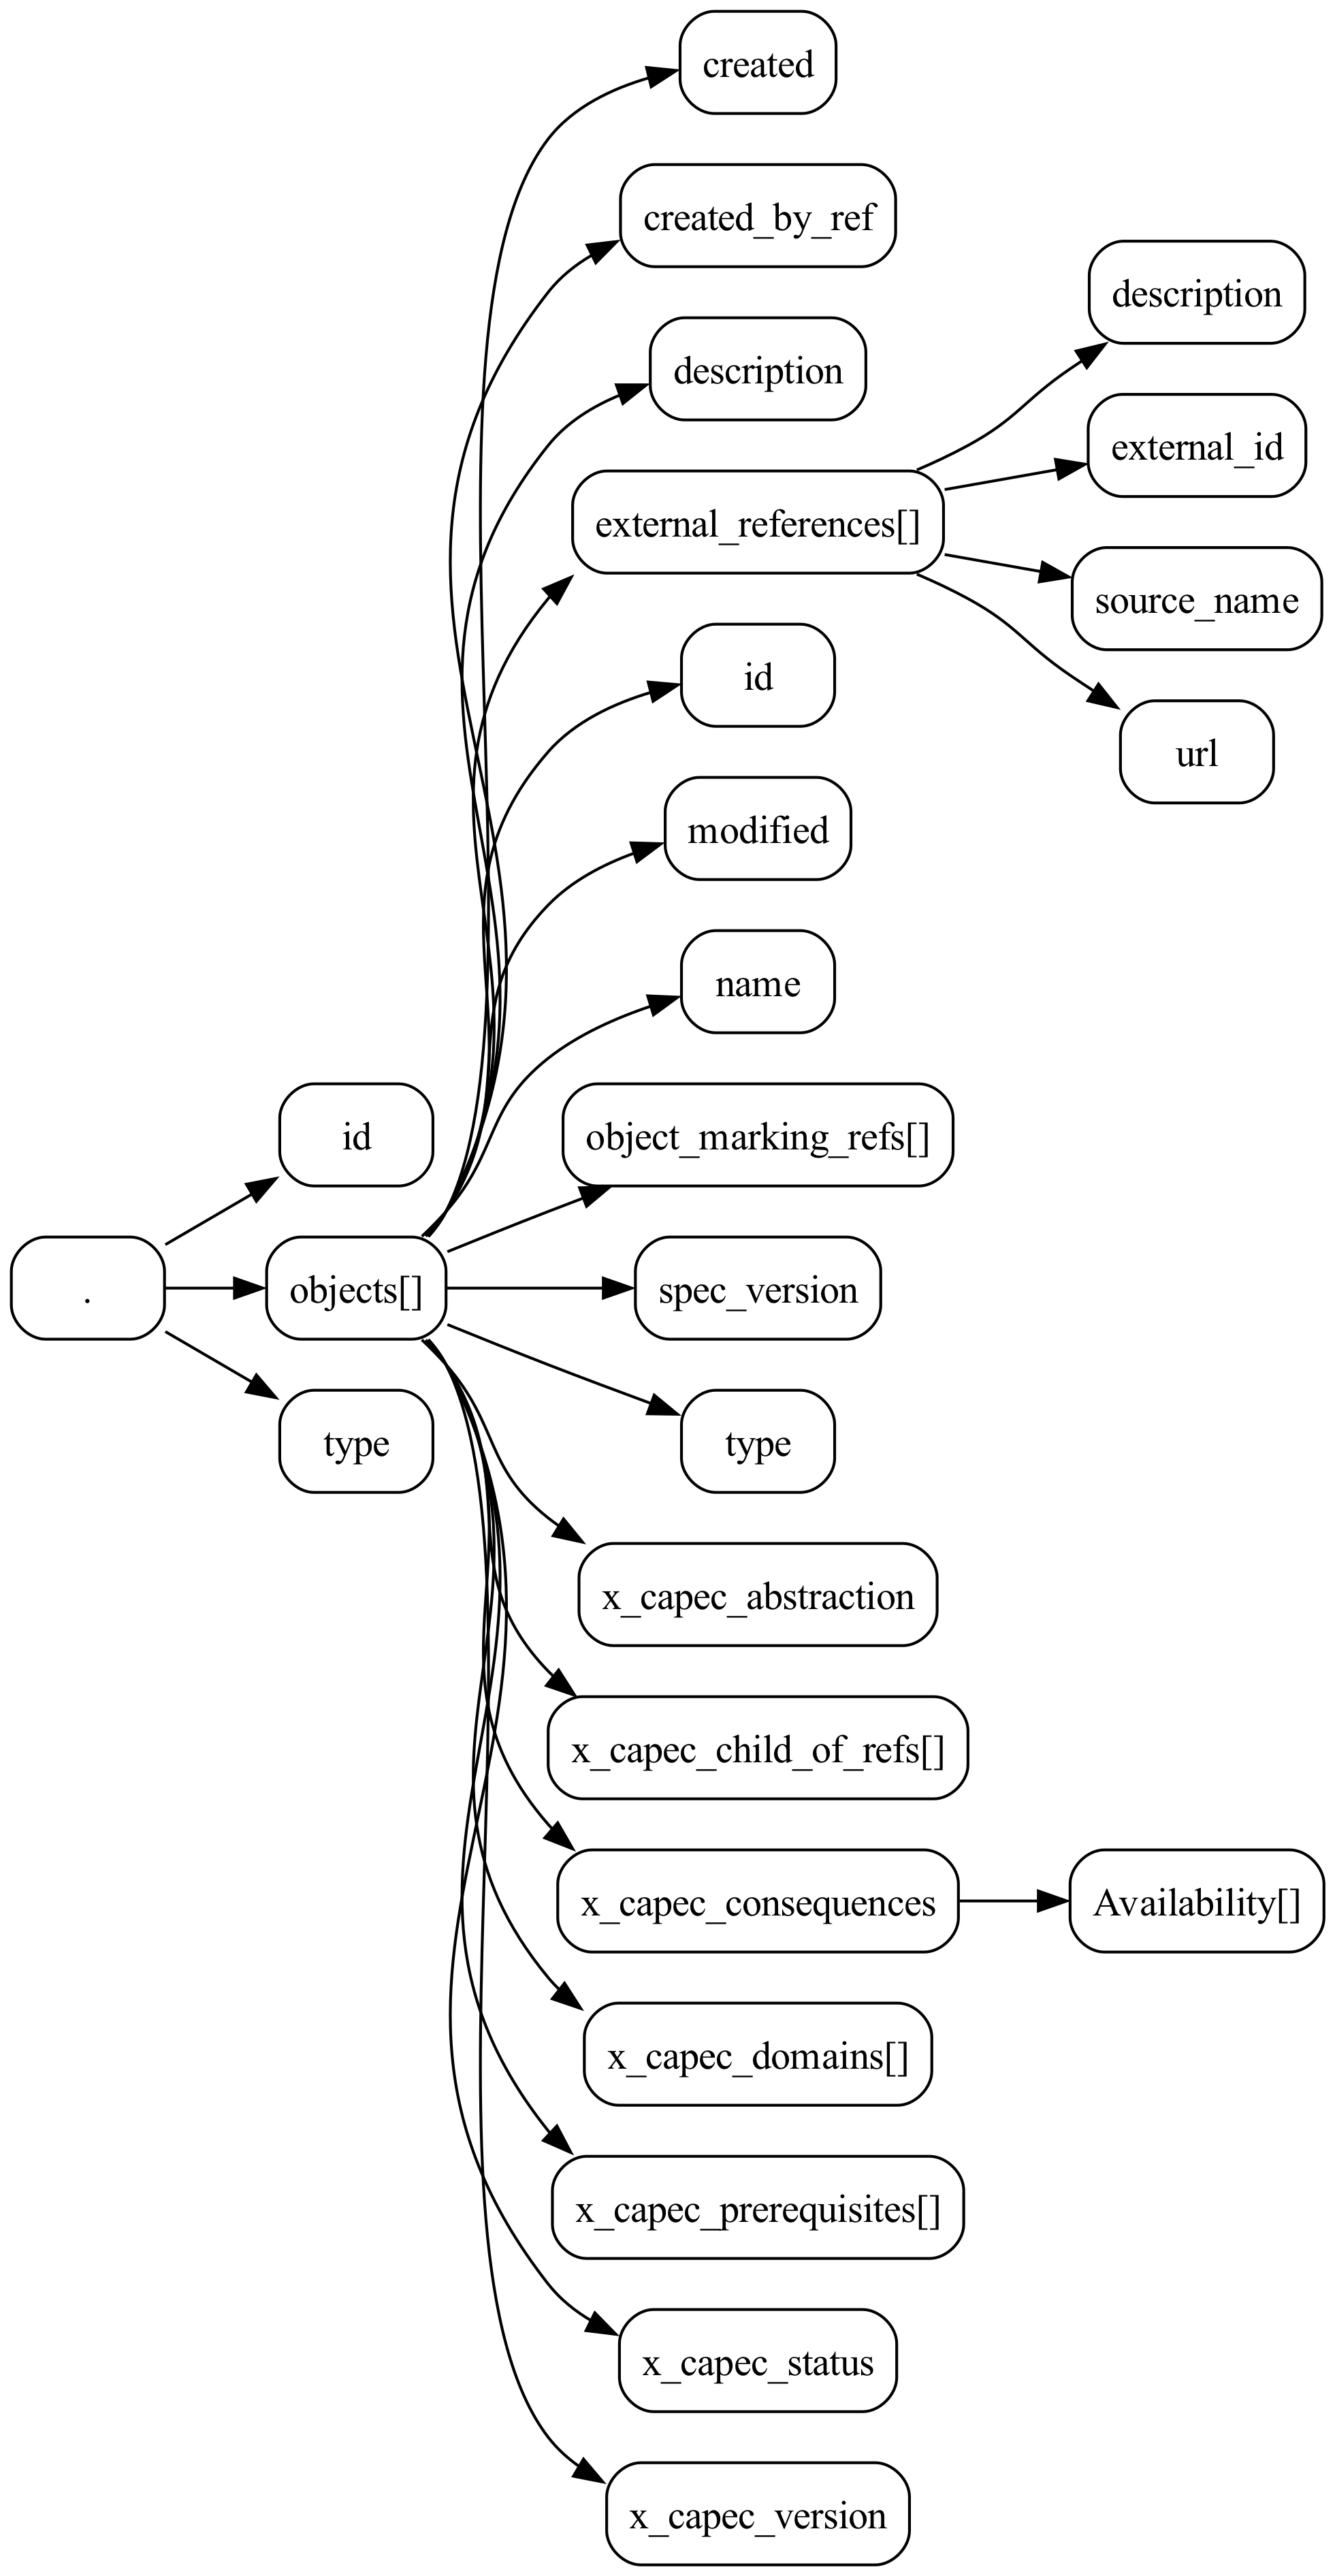 .
id
objects[]
type
created
created_by_ref
description
external_references[]
id
modified
name
object_marking_refs[]
spec_version
type
x_capec_abstraction
x_capec_child_of_refs[]
x_capec_consequences
x_capec_domains[]
x_capec_prerequisites[]
x_capec_status
x_capec_version
description
external_id
source_name
url
Availability[]